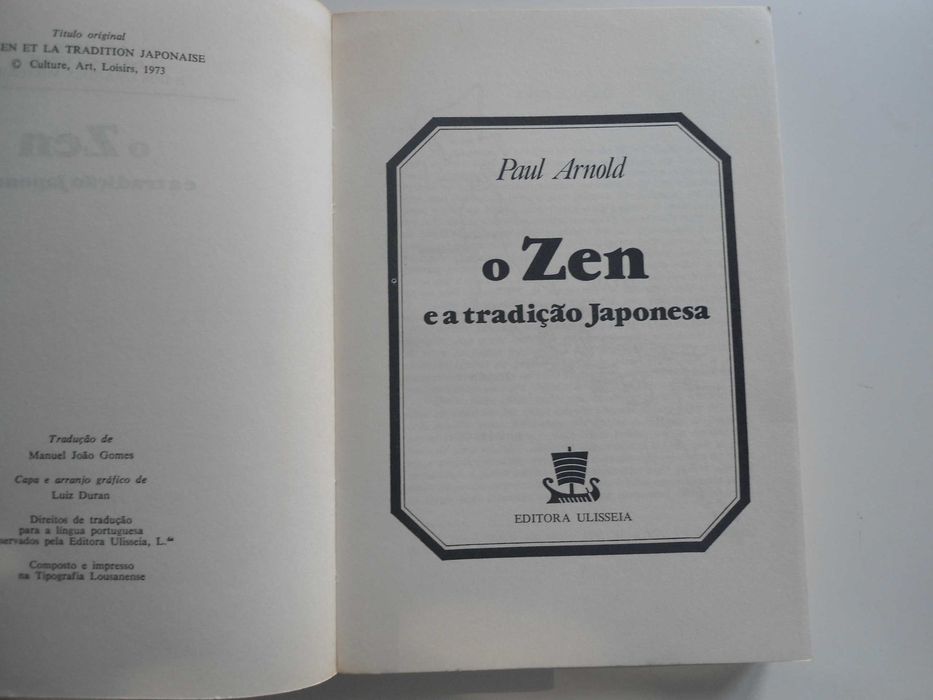 Título original
EN ET LA TRADITION JAPONAISE
© Culture, Art, Loisirs, 1973
Tradução de
Manuel João Gomes
Capa e arranjo gráfico de
Luiz Duran
Direitos de tradução
para a língua portuguesa
servados pela Editora Ulisseia, L.da
Composto e impresso
na Tipografia Lousanense
Paul Arnold
o Zen
e a tradição Japonesa
EDITORA ULISSEIA